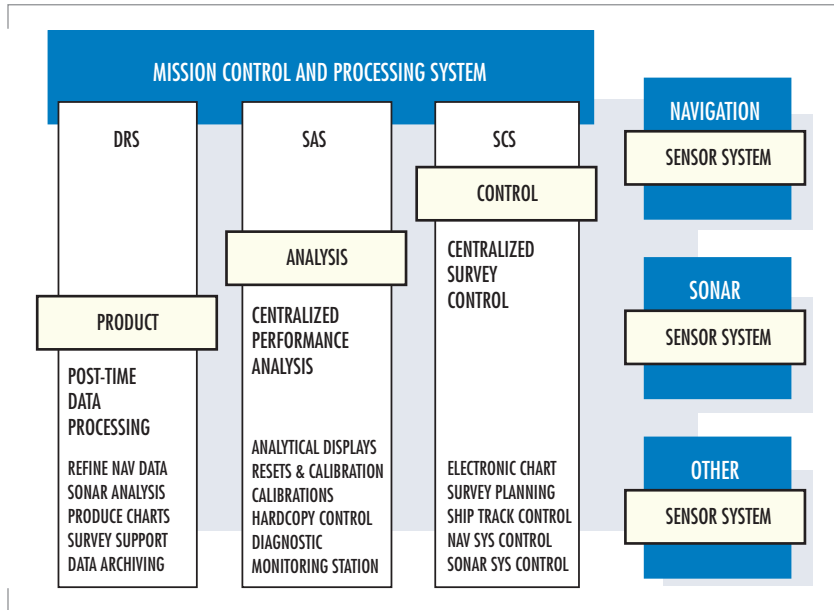 MISSION CONTROL AND PROCESSING SYSTEM
DRS
PRODUCT
POST-TIME
DATA
PROCESSING
REFINE NAV DATA
SONAR ANALYSIS
PRODUCE CHARTS
SURVEY SUPPORT
DATA ARCHIVING
SAS
ANALYSIS
CENTRALIZED
PERFORMANCE
ANALYSIS
ANALYTICAL DISPLAYS
RESETS & CALIBRATION
CALIBRATIONS
HARDCOPY CONTROL
DIAGNOSTIC
MONITORING STATION
SCS
CONTROL
CENTRALIZED
SURVEY
CONTROL
ELECTRONIC CHART
SURVEY PLANNING
SHIP TRACK CONTROL
NAV SYS CONTROL
SONAR SYS CONTROL
NAVIGATION
SENSOR SYSTEM
SONAR
SENSOR SYSTEM
OTHER
SENSOR SYSTEM